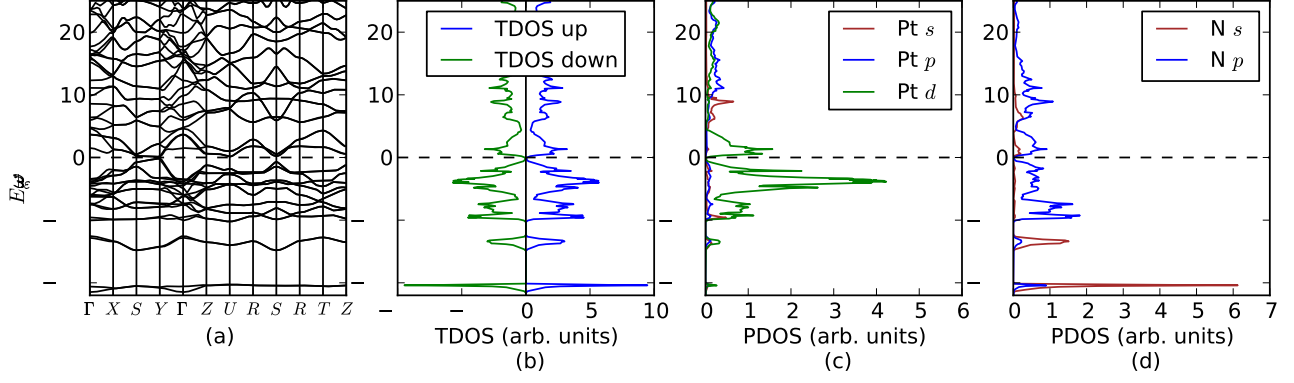 20
10
0
−
−
E
Γ X S Y Γ Z U R S R T Z
(a)
TDOS up
TDOS down
20
10
0
−
−
− − 0 5 10
TDOS (arb. units)
(b)
Pt s
Pt p
Pt d
20
10
0
−
−
0 1 2 3 4 5 6
PDOS (arb. units)
(c)
N s
N p
20
10
0
−
−
0 1 2 3 4 5 6 7
PDOS (arb. units)
(d)